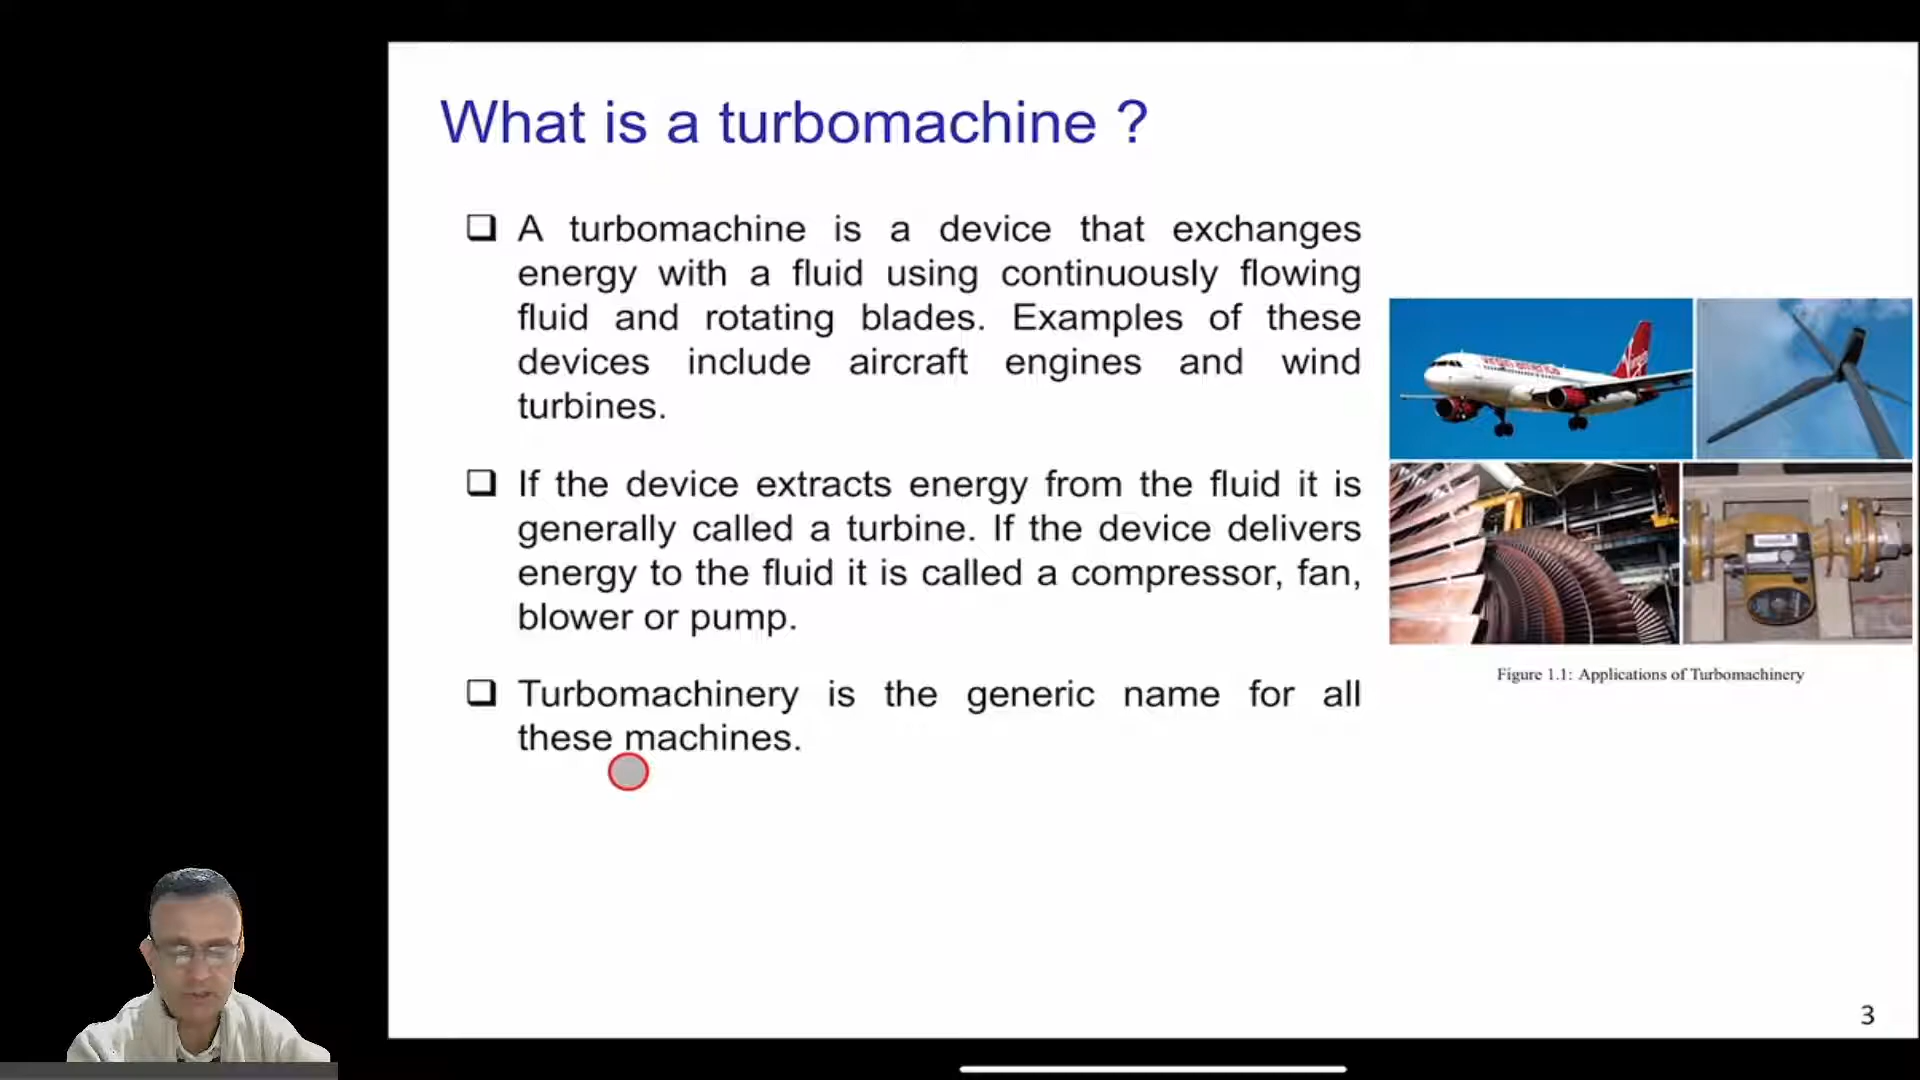 What is a turbomachine ?
❑ A turbomachine is a device that exchanges
energy with a fluid using continuously flowing
fluid and rotating blades. Examples of these
devices include aircraft engines and wind
turbines.
❑ If the device extracts energy from the fluid it is
generally called a turbine. If the device delivers
energy to the fluid it is called a compressor, fan,
blower or pump.
❑ Turbomachinery is the generic name for all
these machines.
Figure 1.1: Applications of Turbomachinery
3